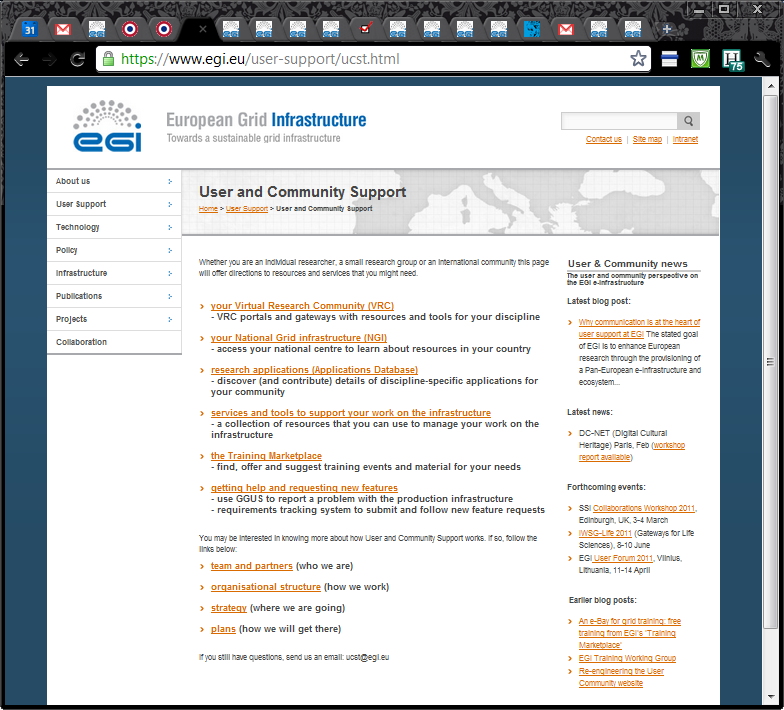 31
https://www.egi.eu/user-support/ucst.html
75
egi
European Grid Infrastructure
Towards a sustainable grid infrastructure
Contact us | Site map | Intranet
About us
User Support
Technology
Policy
Infrastructure
Publications
Projects
Collaboration
User and Community Support
Home > User Support > User and Community Support
Whether you are an individual researcher, a small research group or an international community this page
will offer directions to resources and services that you might need.
your Virtual Research Community (VRC)
- VRC portals and gateways with resources and tools for your discipline
your National Grid infrastructure (NGI)
- access your national centre to learn about resources in your country
research applications (Applications Database)
- discover (and contribute) details of discipline-specific applications for
your community
services and tools to support your work on the infrastructure
- a collection of resources that you can use to manage your work on the
infrastructure
the Training Marketplace
- find, offer and suggest training events and material for your needs
getting help and requesting new features
- use GGUS to report a problem with the production infrastructure
- requirements tracking system to submit and follow new feature requests
You may be interested in knowing more about how User and Community Support works. If so, follow the
links below:
team and partners (who we are)
organisational structure (how we work)
strategy (where we are going)
plans (how we will get there)
If you still have questions, send us an email: ucst@egi.eu
User & Community news
The user and community perspective on
the EGI e-infrastructure
Latest blog post:
Why communication is at the heart of
user support at EGI The stated goal
of EGI is to enhance European
research through the provisioning of
a Pan-European e-infrastructure and
ecosystem...
Latest news:
DC-NET (Digital Cultural
Heritage) Paris, Feb (workshop
report available)
Forthcoming events:
SSI Collaborations Workshop 2011,
Edinburgh, UK, 3-4 March
IWSG-Life 2011 (Gateways for Life
Sciences), 8-10 June
EGI User Forum 2011, Vilnius,
Lithuania, 11-14 April
Earlier blog posts:
An e-Bay for grid training: free
training from EGI's 'Training
Marketplace'
EGI Training Working Group
Re-engineering the User
Community website